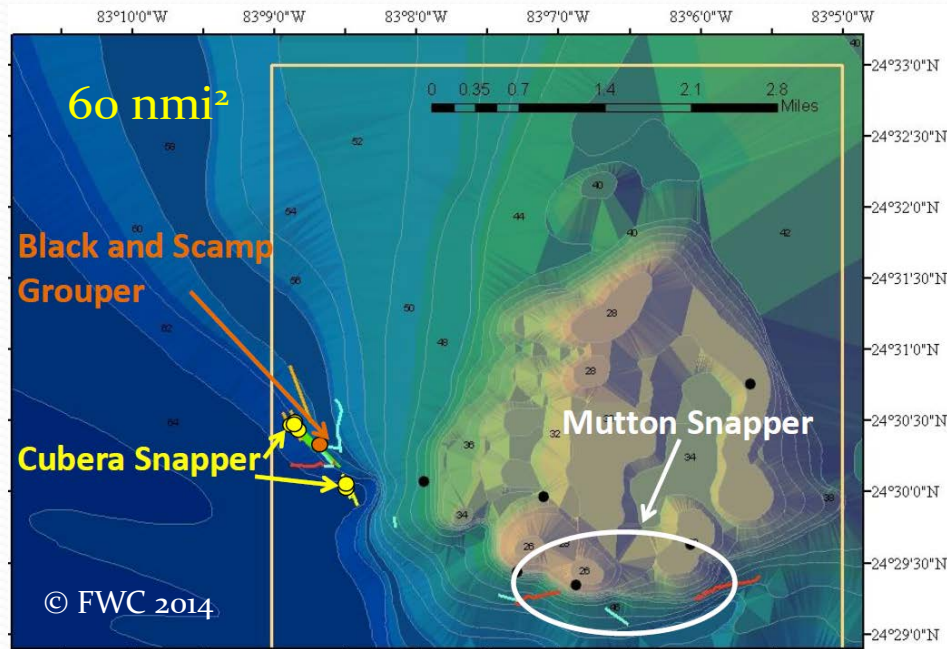 83°10'0"W 83°9'0"W 83°8'0"W 83°7'0"W 83°6'0"W 83°5'0"W
60 nmi²
0 0.35 0.7 1.4 2.1 2.8
Miles
40
24°33'0"N
58
52
24°32'30"N
40
54
44
24°32'0"N
60
40
42
Black and Scamp
Grouper
56
24°31'30"N
50
28
62
48
24°31'0"N
28
Mutton Snapper
64
32
24°30'30"N
36
Cubera Snapper
34
24°30'0"N
38
34
26
24°29'30"N
26
© FWC 2014
24°29'0"N